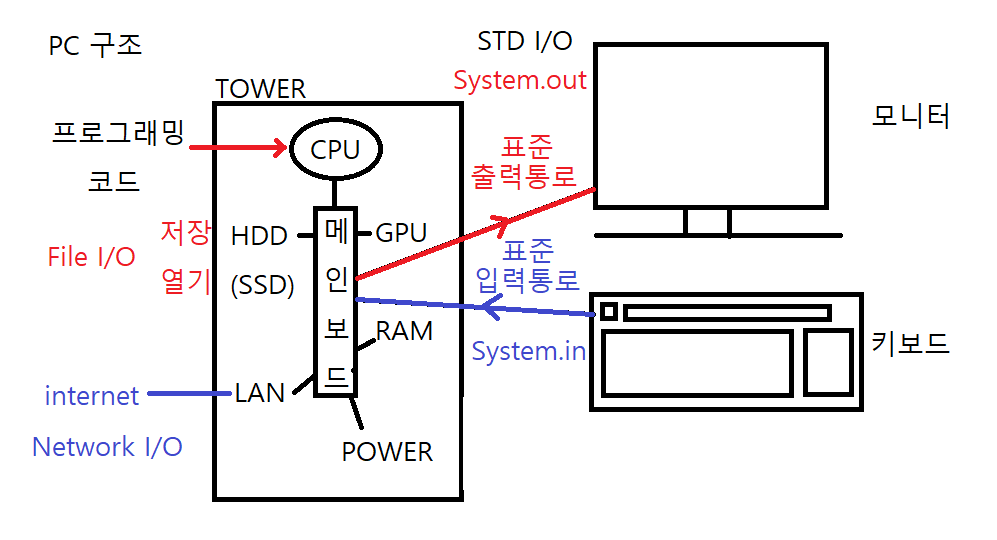 PC 구조
STD I/O
System.out
TOWER
모니터
프로그래밍
코드
CPU
표준
출력통로
저장
열기
File I/O
HDD
(SSD)
메
인
보
드
GPU
표준
입력통로
RAM
System.in
키보드
internet
Network I/O
LAN
POWER